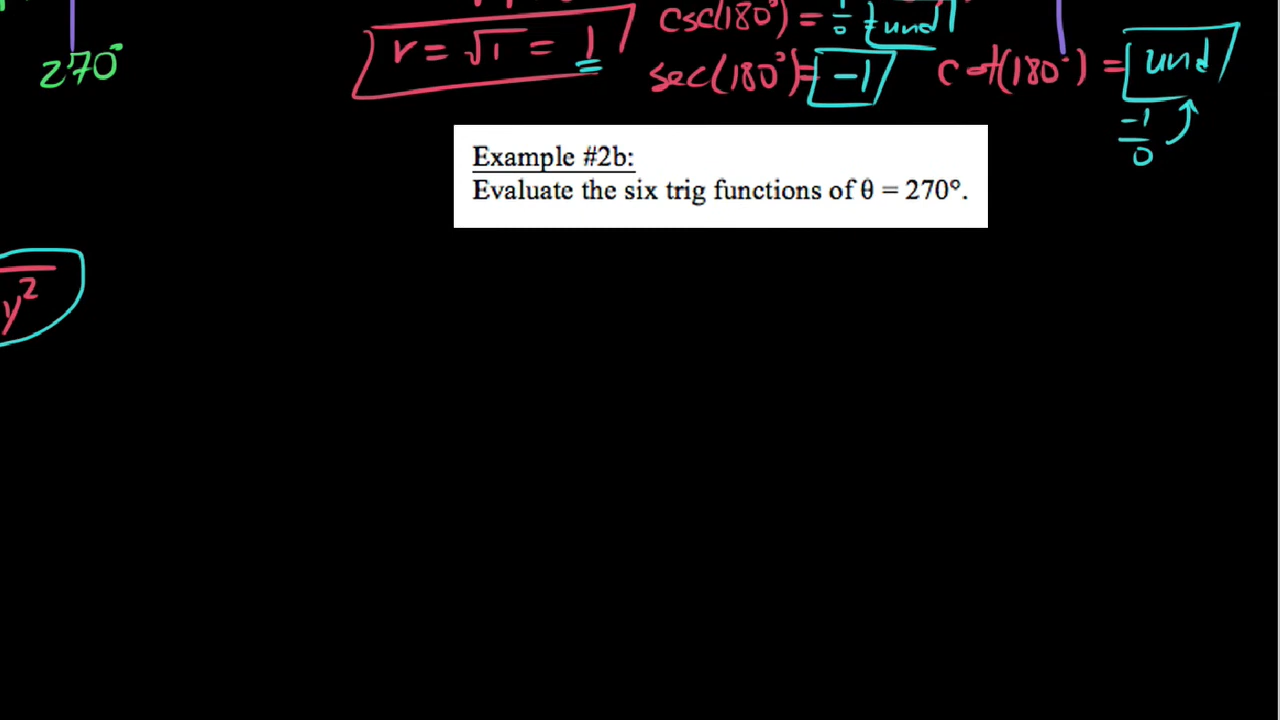 csc(180°) = 1/0 = und
r = √1 = 1
sec(180°) = -1
cot(180°) = und
-1/0
270°
Example #2b:
Evaluate the six trig functions of θ = 270°.
y²